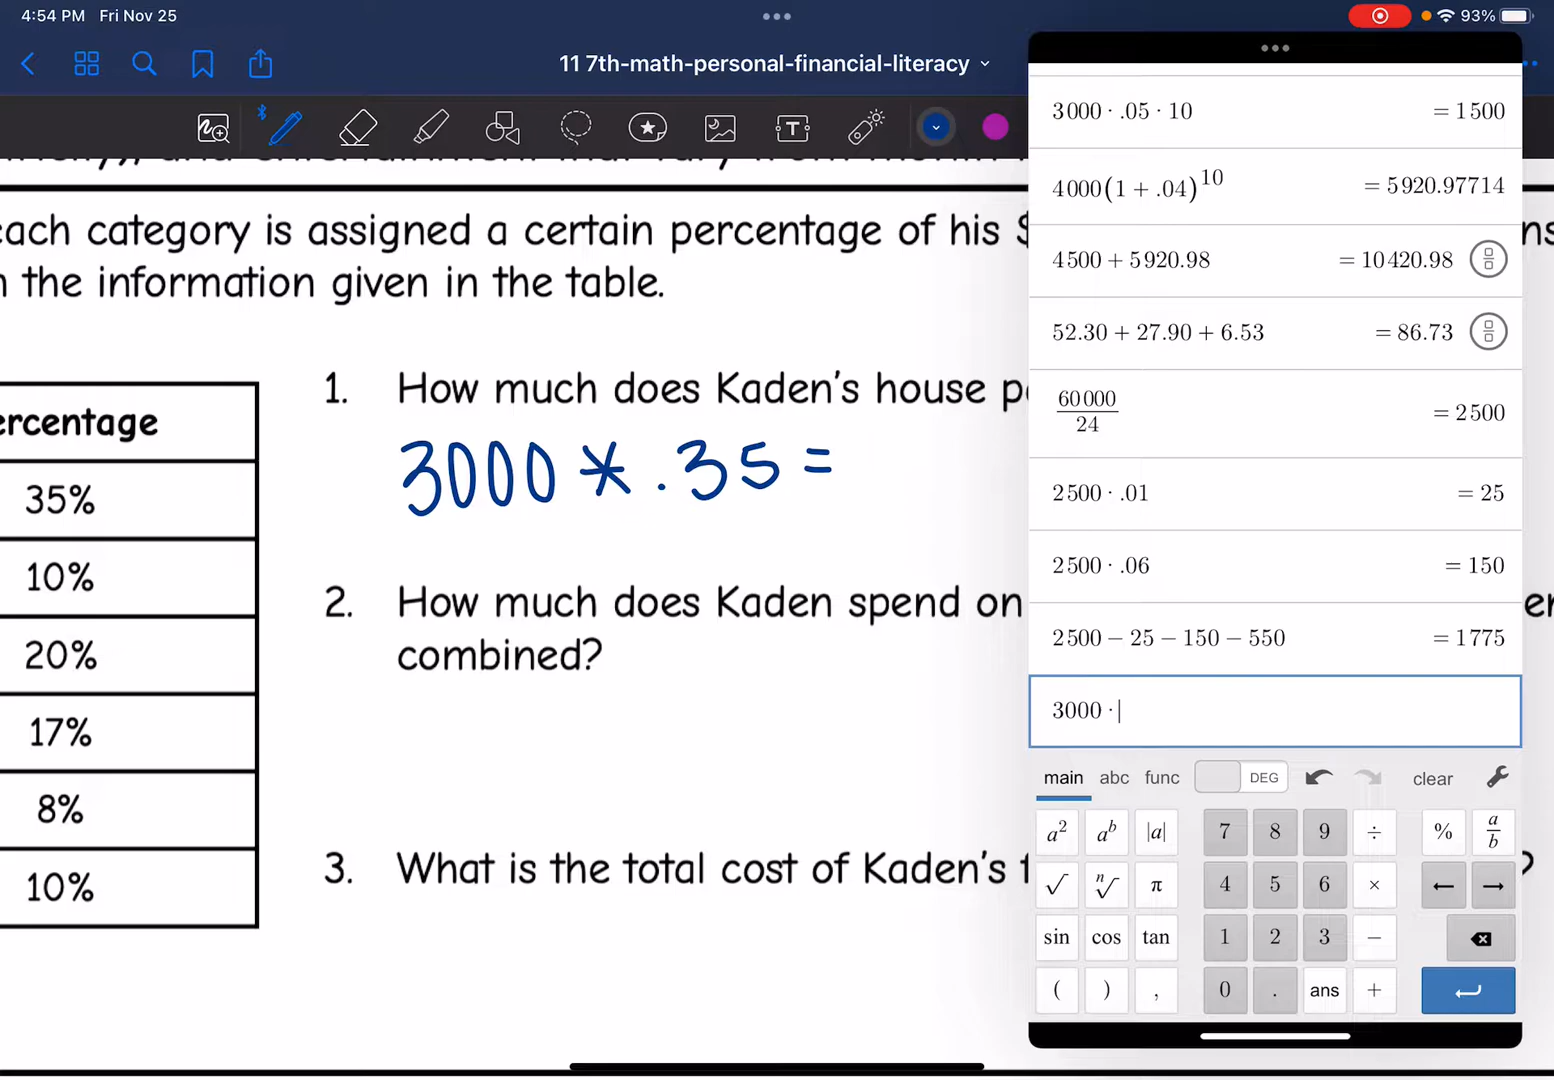 4:54 PM Fri Nov 25
93%
11 7th-math-personal-financial-literacy
each category is assigned a certain percentage of his $
the information given in the table.
ercentage
35%
10%
20%
17%
8%
10%
1. How much does Kaden's house p
3000 * .35 =
2. How much does Kaden spend on
combined?
3. What is the total cost of Kaden's f
?
3000 · .05 · 10 = 1500
4000(1 + .04)^10 = 5920.97714
4500 + 5920.98 = 10420.98
52.30 + 27.90 + 6.53 = 86.73
60000/24 = 2500
2500 · .01 = 25
2500 · .06 = 150
2500 − 25 − 150 − 550 = 1775
3000 ·
main abc func DEG clear
a² aᵇ |a| 7 8 9 ÷ % a/b
√ ⁿ√ π 4 5 6 × ← →
sin cos tan 1 2 3 −
( ) , 0 . ans +